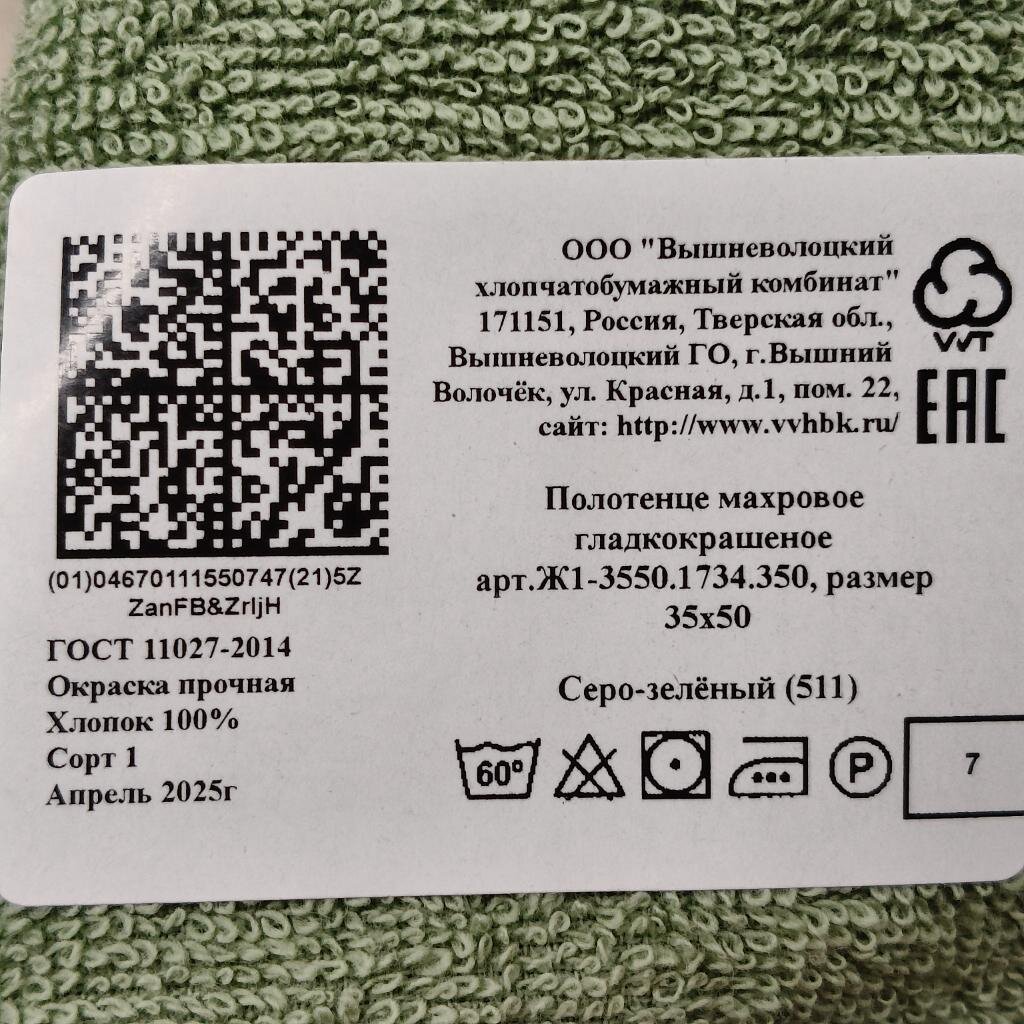 (01)04670111550747(21)5Z
ZanFB&ZrIjH
ГОСТ 11027-2014
Окраска прочная
Хлопок 100%
Сорт 1
Апрель 2025г
ООО "Вышневолоцкий
хлопчатобумажный комбинат"
171151, Россия, Тверская обл.,
Вышневолоцкий ГО, г.Вышний
Волочёк, ул. Красная, д.1, пом. 22,
сайт: http://www.vvhbk.ru/
VVT
EAC
Полотенце махровое
гладкокрашеное
арт.Ж1-3550.1734.350, размер
35х50
Серо-зелёный (511)
60° P 7